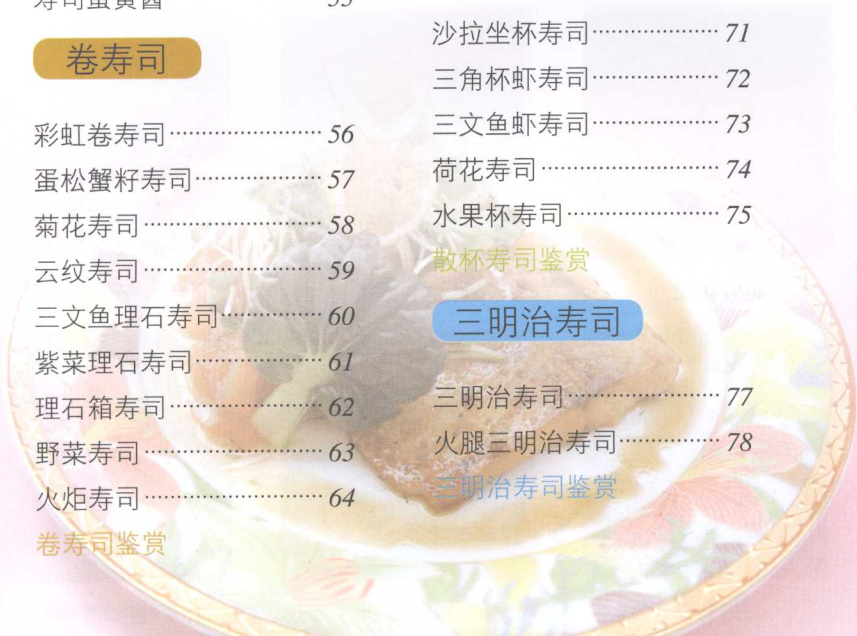 寿司蛋黄酱 55
卷寿司
彩虹卷寿司…………………… 56
蛋松蟹籽寿司……………… 57
菊花寿司……………………… 58
云纹寿司……………………… 59
三文鱼理石寿司…………… 60
紫菜理石寿司……………… 61
理石箱寿司………………… 62
野菜寿司……………………… 63
火炬寿司……………………… 64
卷寿司鉴赏
沙拉坐杯寿司……………… 71
三角杯虾寿司……………… 72
三文鱼虾寿司……………… 73
荷花寿司……………………… 74
水果杯寿司………………… 75
散杯寿司鉴赏
三明治寿司
三明治寿司………………… 77
火腿三明治寿司…………… 78
三明治寿司鉴赏